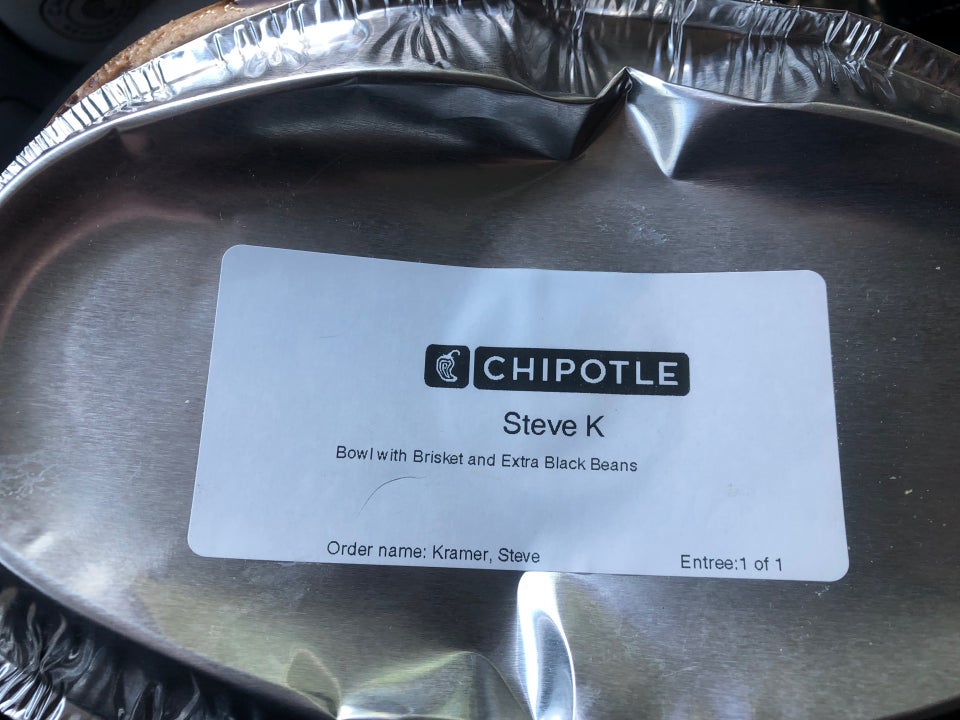 CHIPOTLE
Steve K
Bowl with Brisket and Extra Black Beans
Order name: Kramer, Steve
Entree:1 of 1